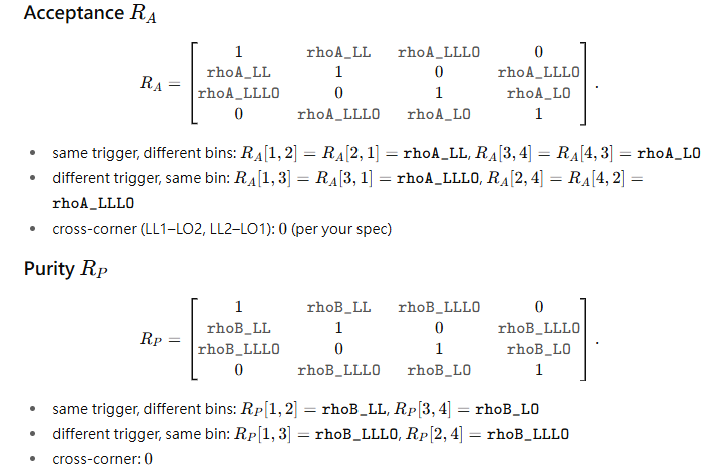 Acceptance R_A
R_A = [ 1 rhoA_LL rhoA_LLLO 0
rhoA_LL 1 0 rhoA_LLLO
rhoA_LLLO 0 1 rhoA_LO
0 rhoA_LLLO rhoA_LO 1 ] .
• same trigger, different bins: R_A[1, 2] = R_A[2, 1] = rhoA_LL, R_A[3, 4] = R_A[4, 3] = rhoA_LO
• different trigger, same bin: R_A[1, 3] = R_A[3, 1] = rhoA_LLLO, R_A[2, 4] = R_A[4, 2] =
rhoA_LLLO
• cross-corner (LL1–LO2, LL2–LO1): 0 (per your spec)
Purity R_P
R_P = [ 1 rhoB_LL rhoB_LLLO 0
rhoB_LL 1 0 rhoB_LLLO
rhoB_LLLO 0 1 rhoB_LO
0 rhoB_LLLO rhoB_LO 1 ] .
• same trigger, different bins: R_P[1, 2] = rhoB_LL, R_P[3, 4] = rhoB_LO
• different trigger, same bin: R_P[1, 3] = rhoB_LLLO, R_P[2, 4] = rhoB_LLLO
• cross-corner: 0